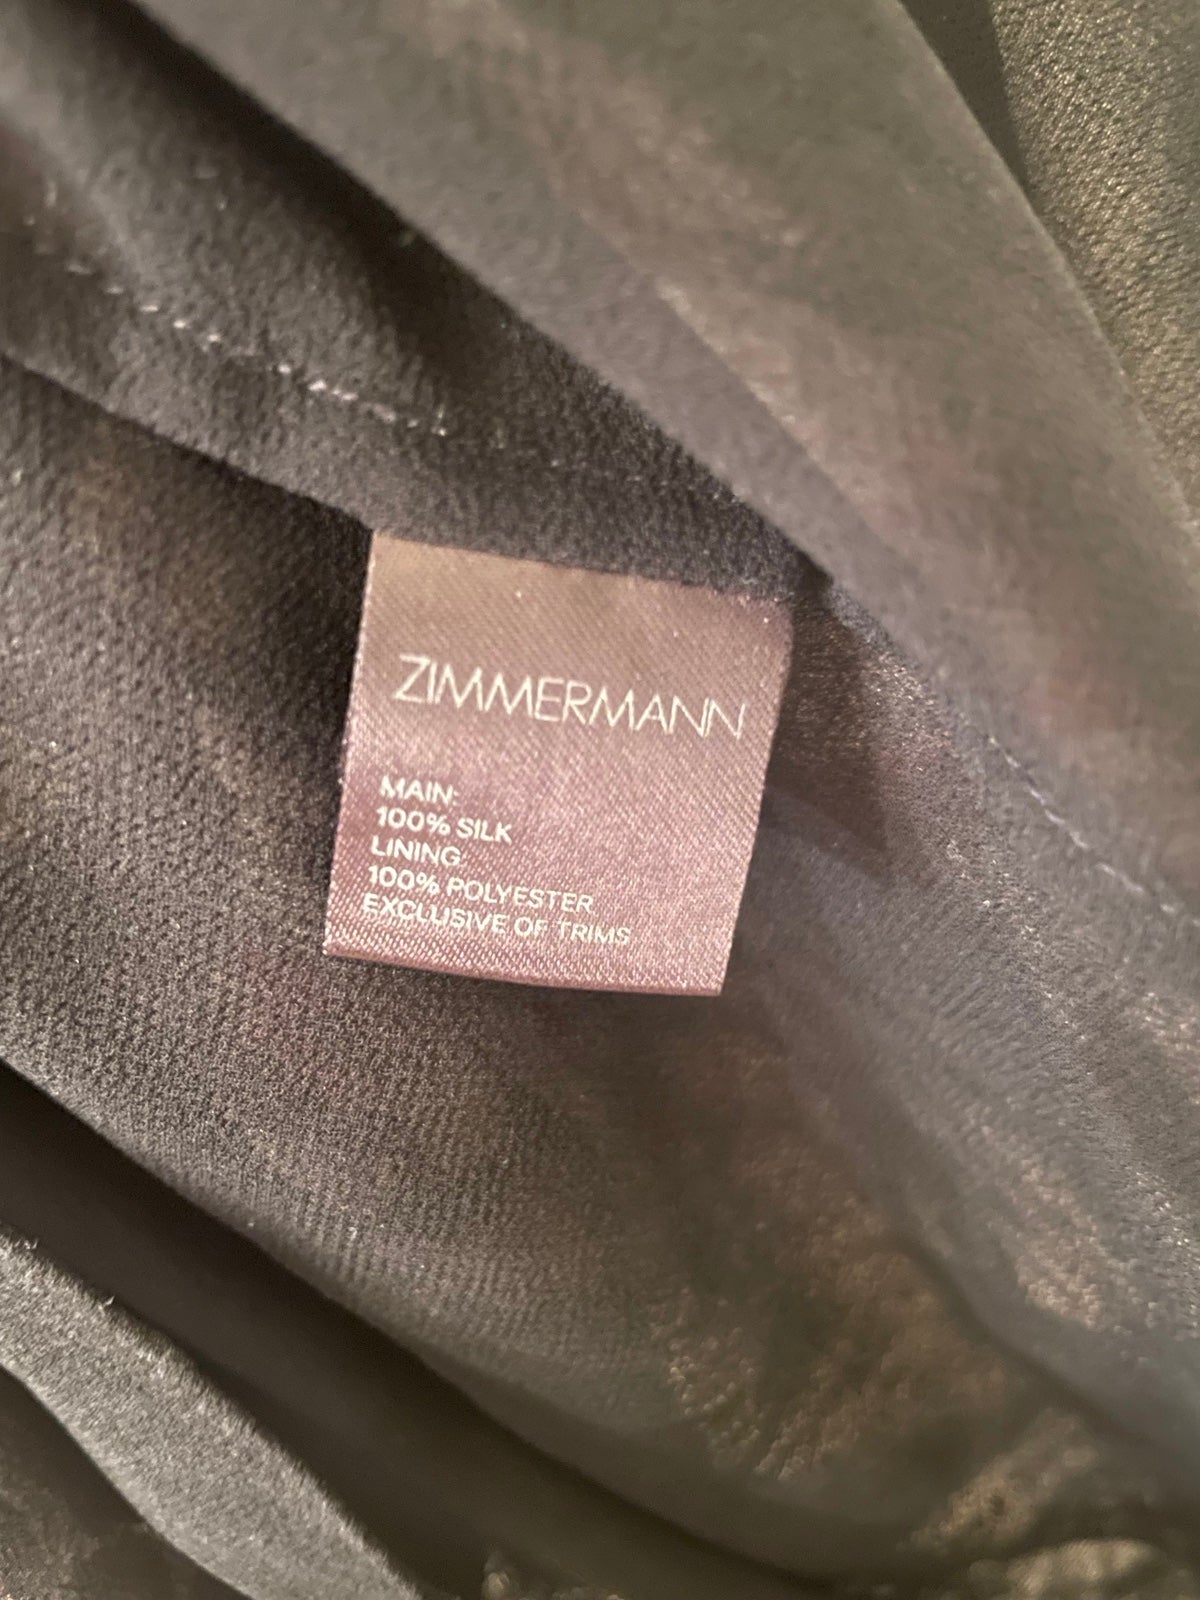 ZIMMERMANN
MAIN:
100% SILK
LINING:
100% POLYESTER
EXCLUSIVE OF TRIMS